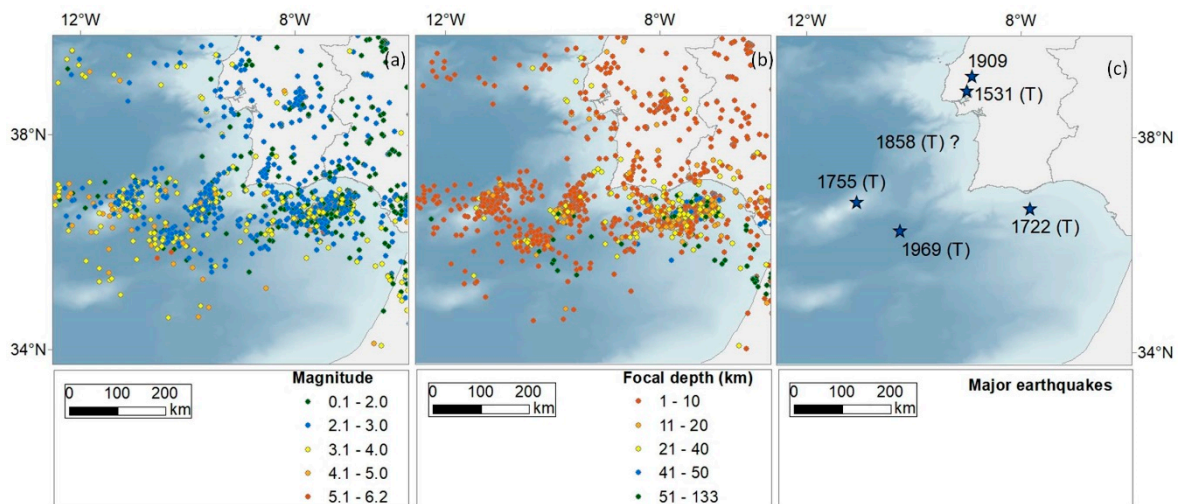 12°W 8°W 12°W 8°W 12°W 8°W
(a) (b) (c)
1909
1531 (T)
38°N 38°N
1858 (T) ?
1755 (T)
1722 (T)
1969 (T)
34°N 34°N
0 100 200
km
Magnitude
0.1 - 2.0
2.1 - 3.0
3.1 - 4.0
4.1 - 5.0
5.1 - 6.2
0 100 200
km
Focal depth (km)
1 - 10
11 - 20
21 - 40
41 - 50
51 - 133
0 100 200
km
Major earthquakes